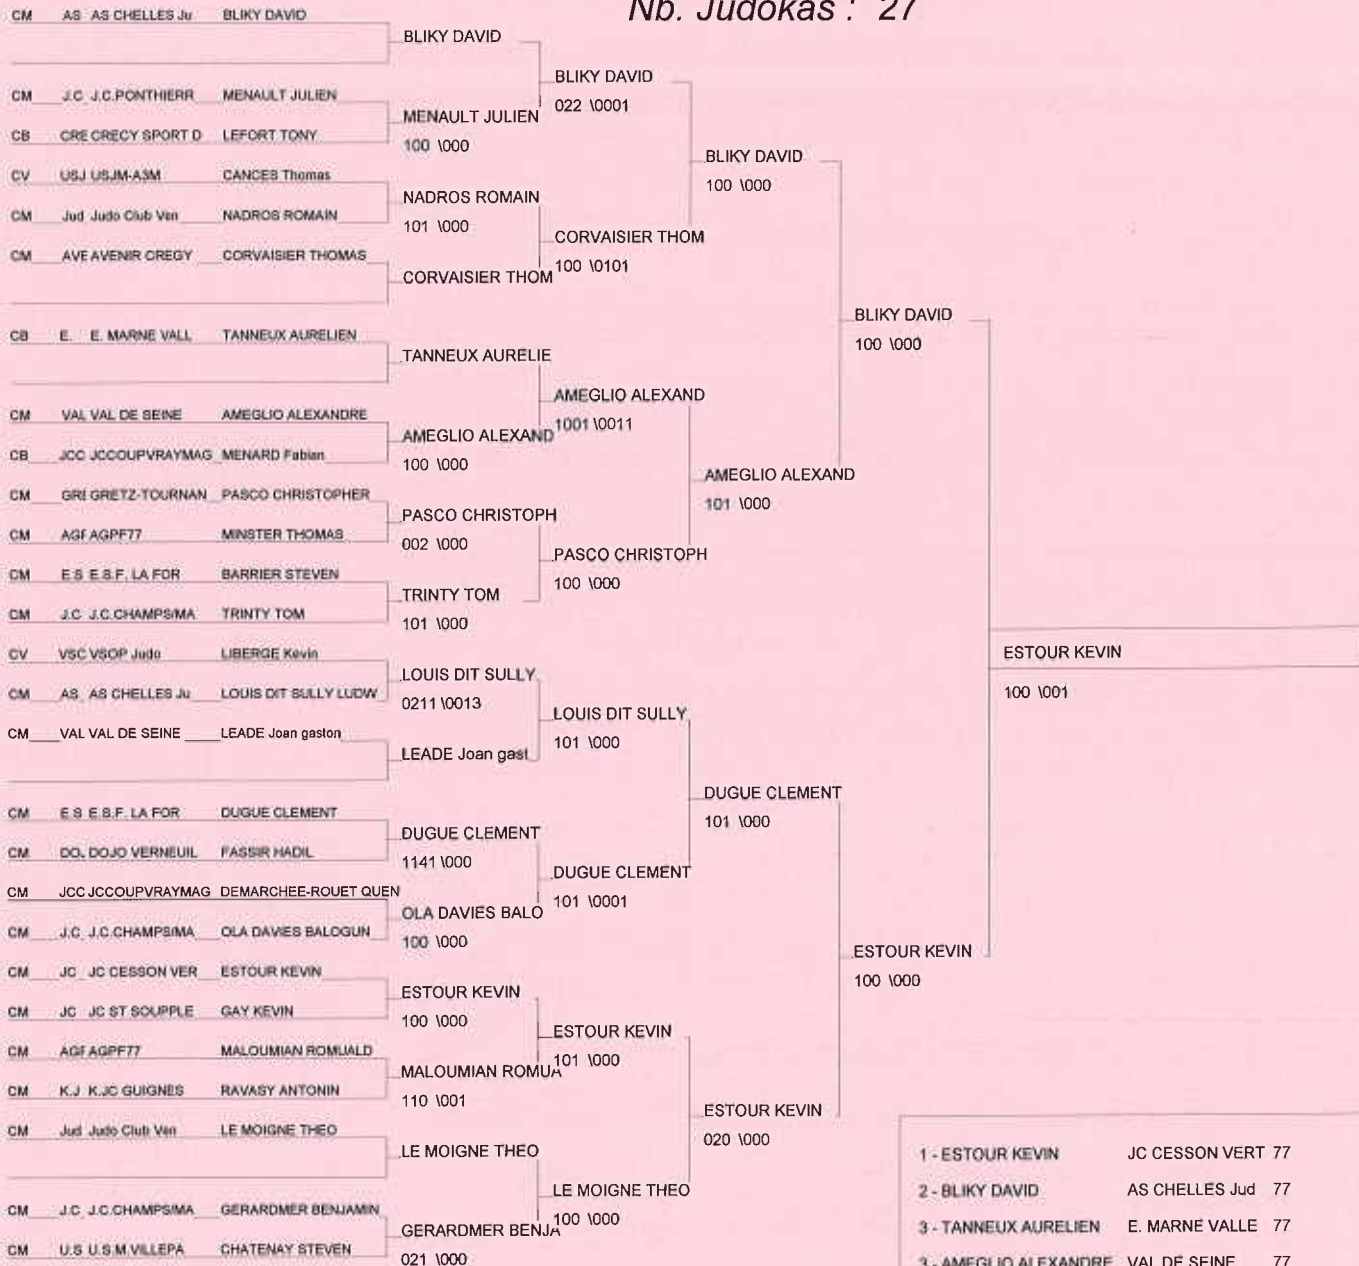 Nb. Judokas : 27
CM AS AS CHELLES Ju BLIKY DAVID
BLIKY DAVID
BLIKY DAVID
022 \0001
CM J.C J.C.PONTHIERR MENAULT JULIEN
MENAULT JULIEN
100 \000
CB CRE CRECY SPORT D LEFORT TONY
BLIKY DAVID
100 \000
CV USJ USJM-A3M CANCES Thomas
NADROS ROMAIN
101 \000
CM Jud Judo Club Ven NADROS ROMAIN
CORVAISIER THOM
100 \0101
CM AVE AVENIR CREGY CORVAISIER THOMAS
CORVAISIER THOM
BLIKY DAVID
100 \000
CB E. E. MARNE VALL TANNEUX AURELIEN
TANNEUX AURELIE
AMEGLIO ALEXAND
1001 \0011
CM VAL VAL DE SEINE AMEGLIO ALEXANDRE
AMEGLIO ALEXAND
100 \000
CB JCC JCCOUPVRAYMAG MENARD Fabian
AMEGLIO ALEXAND
101 \000
CM GRE GRETZ-TOURNAN PASCO CHRISTOPHER
PASCO CHRISTOPH
002 \000
CM AGF AGPF77 MINSTER THOMAS
PASCO CHRISTOPH
100 \000
CM E.S E.S.F. LA FOR BARRIER STEVEN
TRINTY TOM
101 \000
CM J.C J.C.CHAMPS/MA TRINTY TOM
ESTOUR KEVIN
100 \001
CV VSC VSOP Judo LIBERGE Kevin
LOUIS DIT SULLY
0211 \0013
CM AS AS CHELLES Ju LOUIS DIT SULLY LUDW
LOUIS DIT SULLY
101 \000
CM VAL VAL DE SEINE LEADE Joan gaston
LEADE Joan gast
DUGUE CLEMENT
101 \000
CM E.S E.S.F. LA FOR DUGUE CLEMENT
DUGUE CLEMENT
1141 \000
CM DOJ DOJO VERNEUIL FASSIR HADIL
DUGUE CLEMENT
101 \0001
CM JCC JCCOUPVRAYMAG DEMARCHEE-ROUET QUEN
OLA DAVIES BALO
100 \000
CM J.C J.C.CHAMPS/MA OLA DAVIES BALOGUN
ESTOUR KEVIN
100 \000
CM JC JC CESSON VER ESTOUR KEVIN
ESTOUR KEVIN
100 \000
CM JC JC ST SOUPPLE GAY KEVIN
ESTOUR KEVIN
101 \000
CM AGF AGPF77 MALOUMIAN ROMUALD
MALOUMIAN ROMUA
110 \001
CM K.J K.JC GUIGNES RAVASY ANTONIN
ESTOUR KEVIN
020 \000
CM Jud Judo Club Ven LE MOIGNE THEO
LE MOIGNE THEO
LE MOIGNE THEO
100 \000
CM J.C J.C.CHAMPS/MA GERARDMER BENJAMIN
GERARDMER BENJA
021 \000
CM U.S U.S.M.VILLEPA CHATENAY STEVEN
1 - ESTOUR KEVIN JC CESSON VERT 77
2 - BLIKY DAVID AS CHELLES Jud 77
3 - TANNEUX AURELIEN E. MARNE VALLE 77
3 - AMEGLIO ALEXANDRE VAL DE SEINE 77